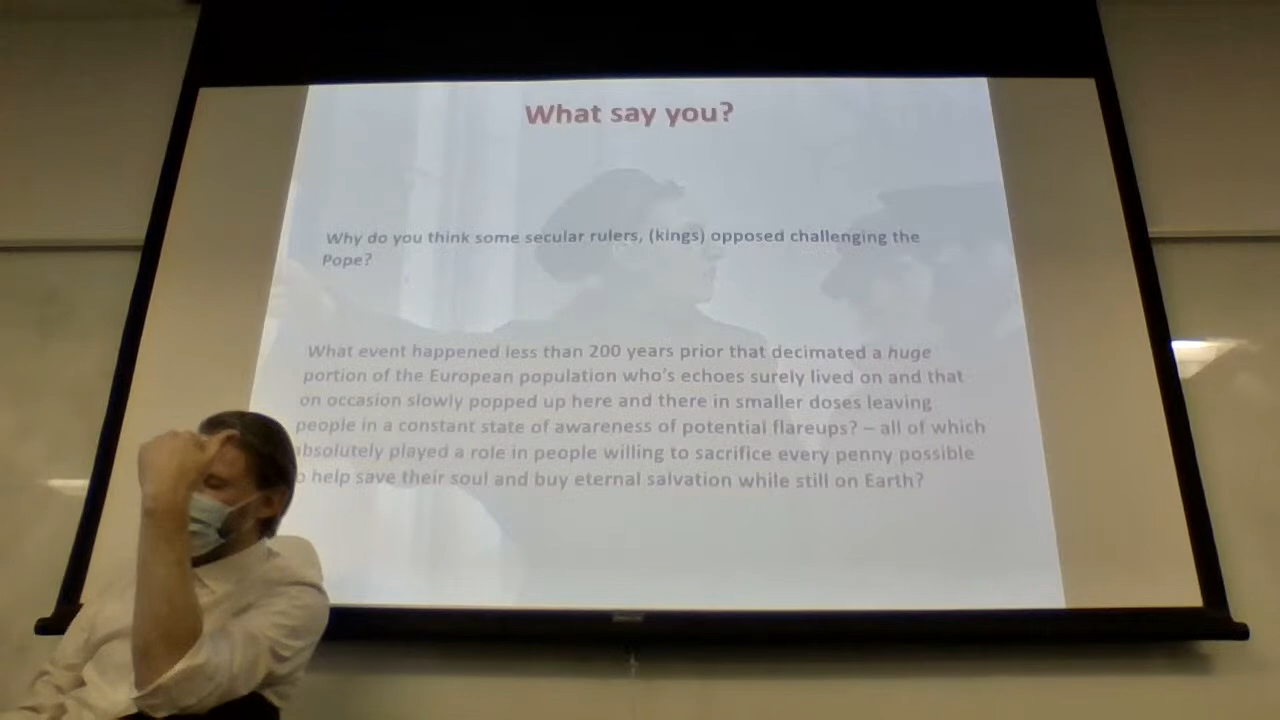 What say you?
Why do you think some secular rulers, (kings) opposed challenging the
Pope?
What event happened less than 200 years prior that decimated a huge
portion of the European population who's echoes surely lived on and that
on occasion slowly popped up here and there in smaller doses leaving
people in a constant state of awareness of potential flareups? – all of which
absolutely played a role in people willing to sacrifice every penny possible
help save their soul and buy eternal salvation while still on Earth?